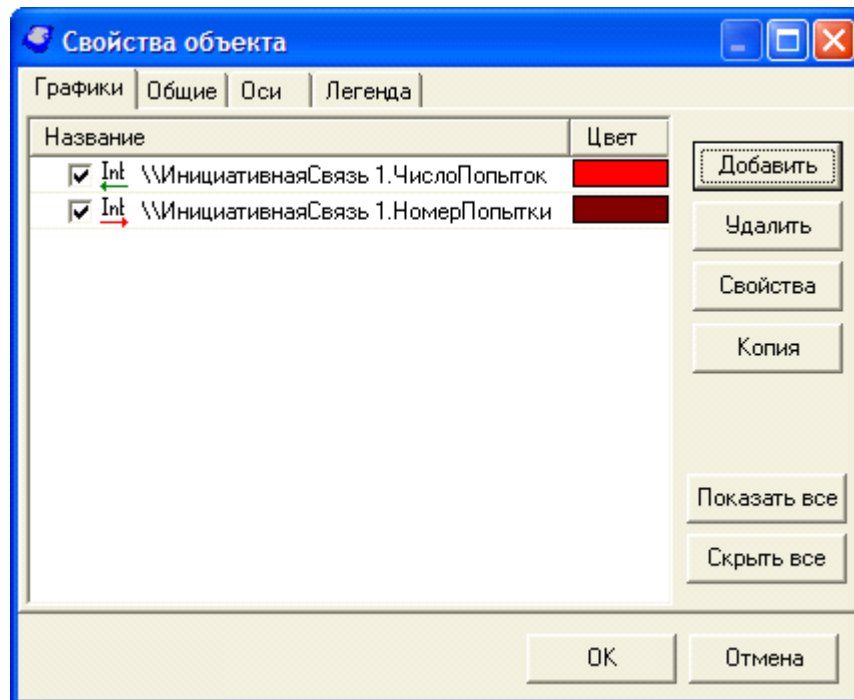 Свойства объекта
Графики Общие Оси Легенда
Название Цвет
Int \\ИнициативнаяСвязь 1.ЧислоПопыток
Int \\ИнициативнаяСвязь 1.НомерПопытки
Добавить
Удалить
Свойства
Копия
Показать все
Скрыть все
ОК Отмена